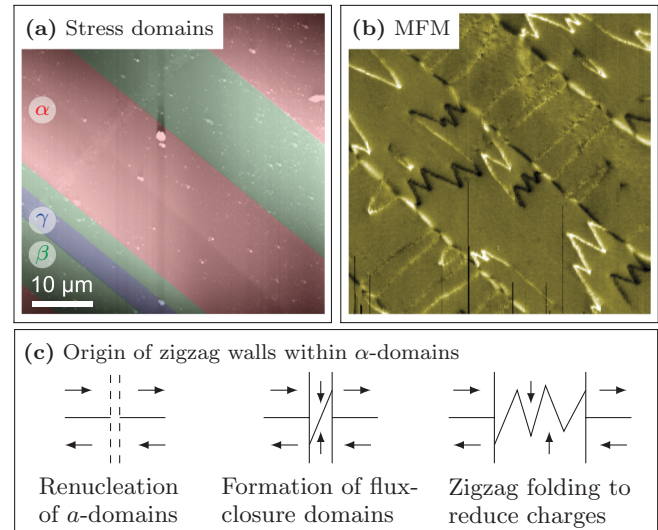 (a) Stress domains
α
γ
β
10 µm
(b) MFM
(c) Origin of zigzag walls within α-domains
Renucleation
of a-domains
Formation of flux-
closure domains
Zigzag folding to
reduce charges